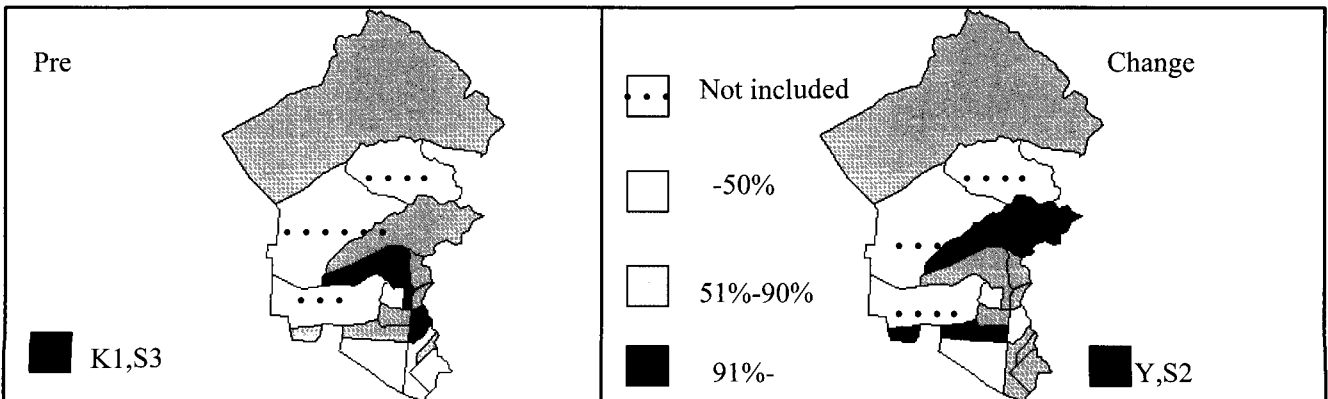 Pre
K1,S3
Not included
-50%
51%-90%
91%-
Change
Y,S2